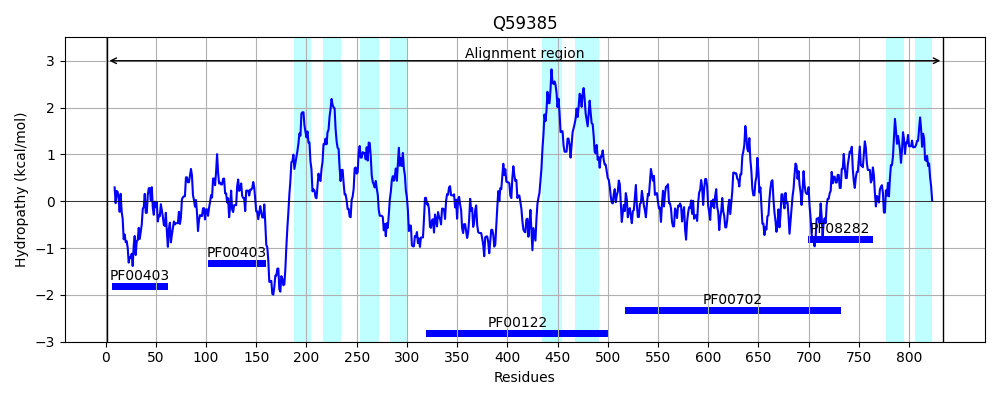 Q59385
Alignment region
Hydropathy (kcal/mol)
3
2
1
0
−1
−2
−3
PF08282
PF00403
PF00403
PF00702
PF00122
0 50 100 150 200 250 300 350 400 450 500 550 600 650 700 750 800
Residues